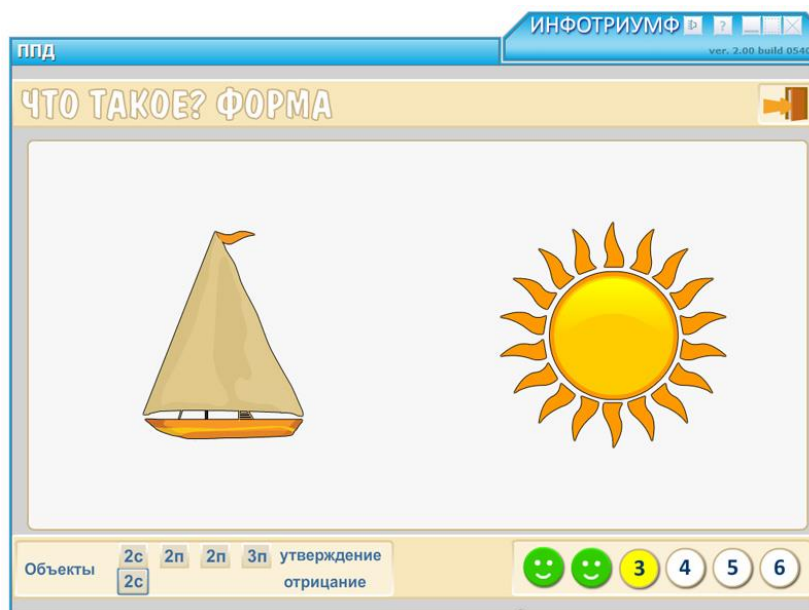 ИНФОТРИУМФ
?
ППД
ver. 2.00 build 0540
ЧТО ТАКОЕ? ФОРМА
Объекты
2с 2п 2п 3п утверждение
2с отрицание
3 4 5 6